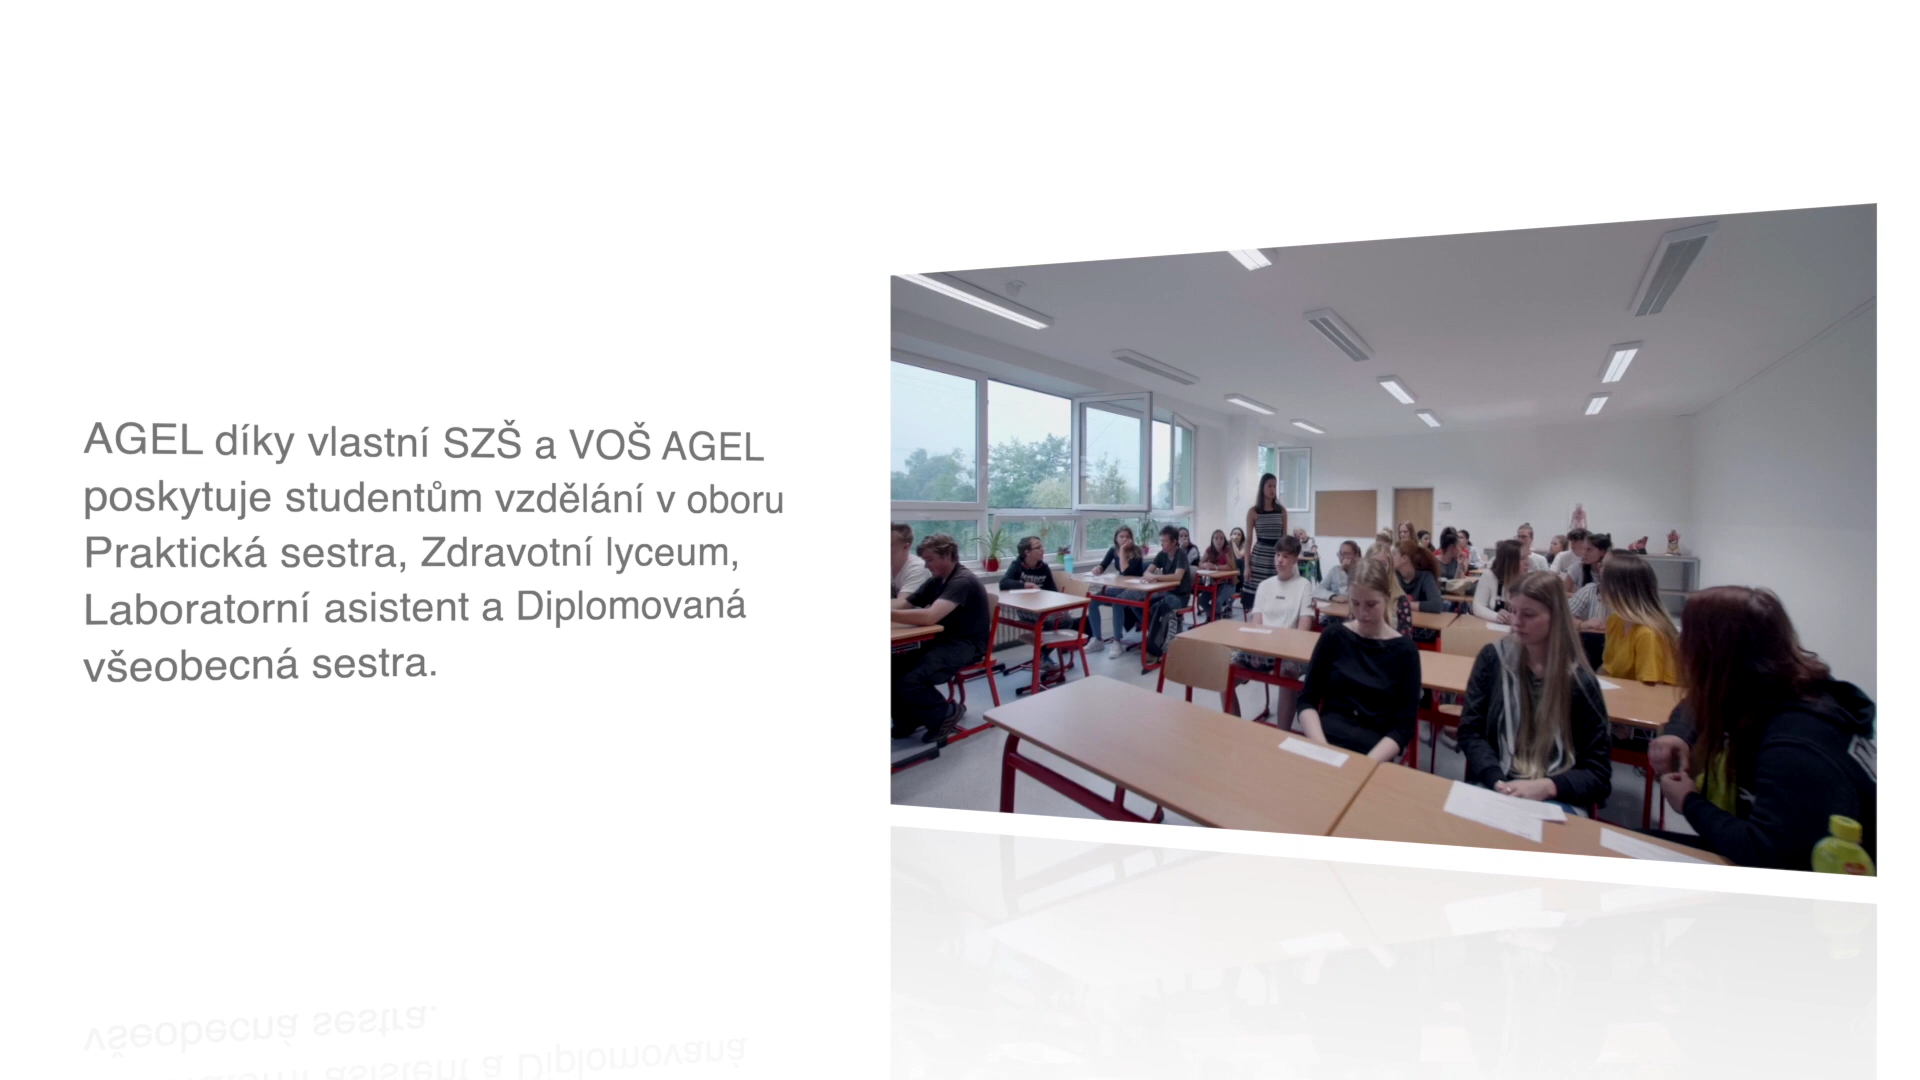 AGEL díky vlastní SZŠ a VOŠ AGEL
poskytuje studentům vzdělání v oboru
Praktická sestra, Zdravotní lyceum,
Laboratorní asistent a Diplomovaná
všeobecná sestra.